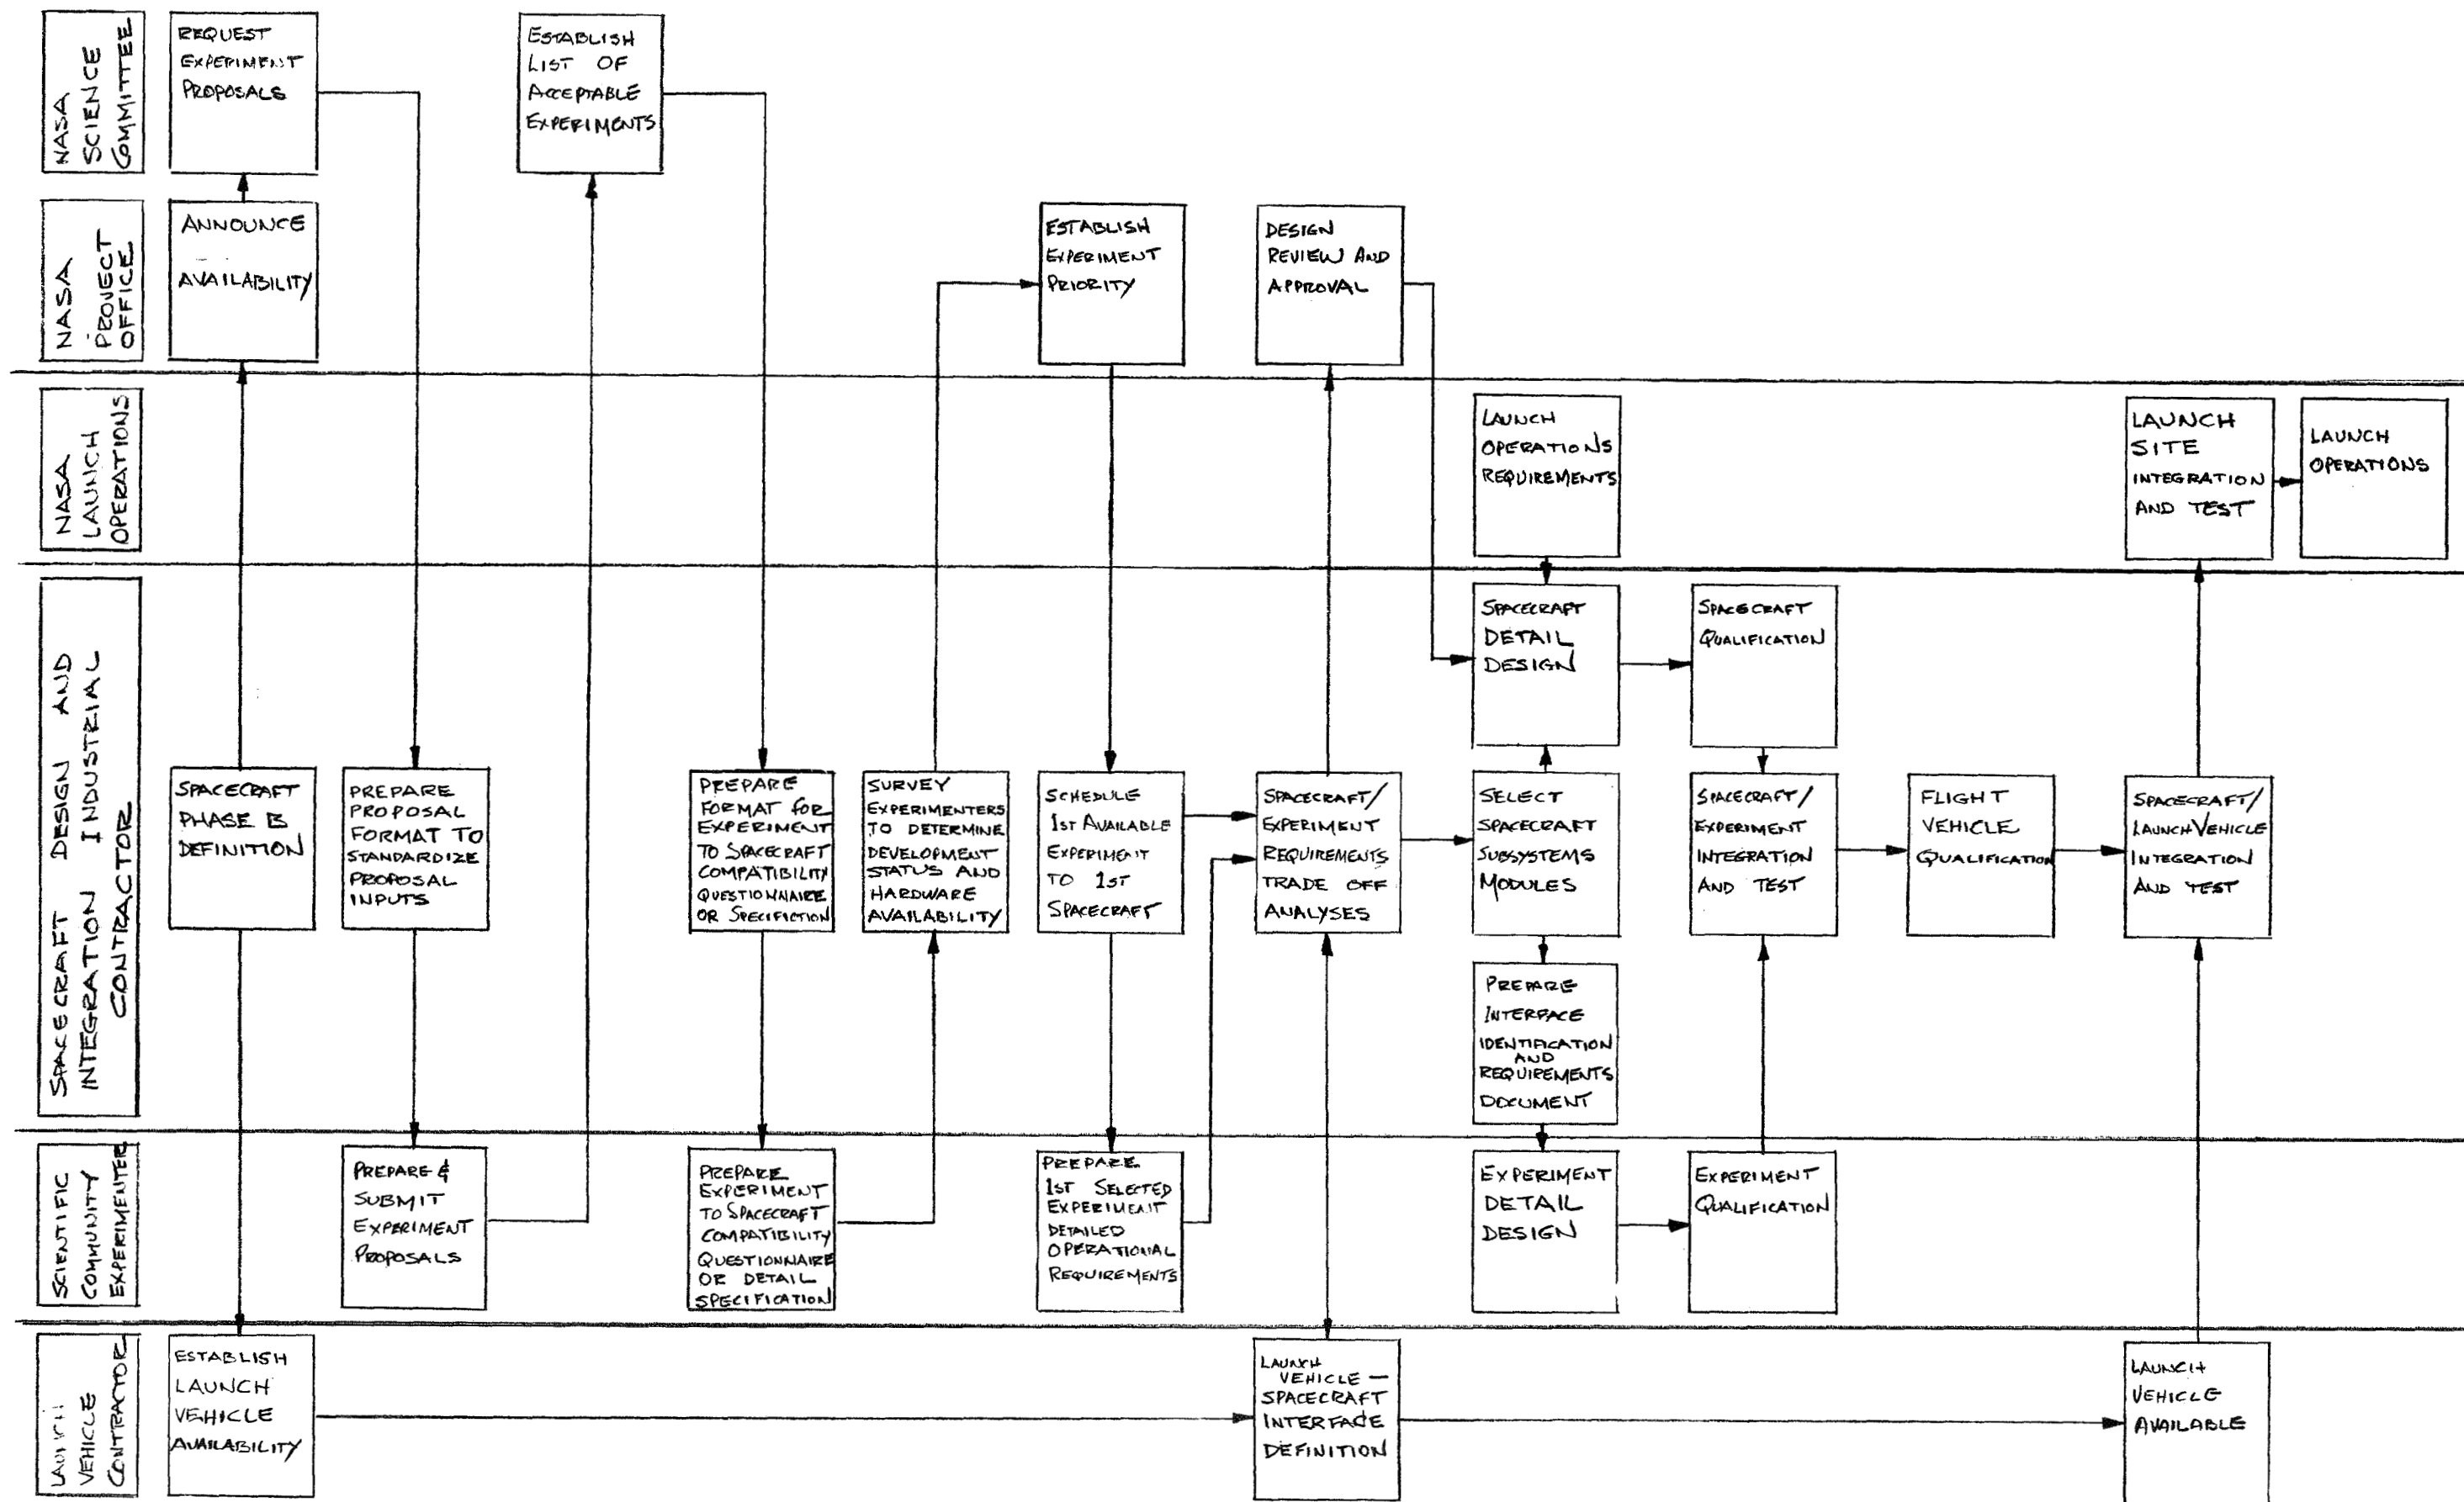 NASA
SCIENCE
COMMITTEE
REQUEST
EXPERIMENT
PROPOSALS
ESTABLISH
LIST OF
ACCEPTABLE
EXPERIMENTS
NASA
PROJECT
OFFICE
ANNOUNCE
AVAILABILITY
ESTABLISH
EXPERIMENT
PRIORITY
DESIGN
REVIEW AND
APPROVAL
NASA
LAUNCH
OPERATIONS
LAUNCH
OPERATIONS
REQUIREMENTS
LAUNCH
SITE
INTEGRATION
AND TEST
LAUNCH
OPERATIONS
SPACECRAFT DESIGN AND
INTEGRATION INDUSTRIAL
CONTRACTOR
SPACECRAFT
DETAIL
DESIGN
SPACECRAFT
QUALIFICATION
SPACECRAFT
PHASE B
DEFINITION
PREPARE
PROPOSAL
FORMAT TO
STANDARDIZE
PROPOSAL
INPUTS
PREPARE
FORMAT FOR
EXPERIMENT
TO SPACECRAFT
COMPATIBILITY
QUESTIONNAIRE
OR SPECIFICTION
SURVEY
EXPERIMENTERS
TO DETERMINE
DEVELOPMENT
STATUS AND
HARDWARE
AVAILABILITY
SCHEDULE
1ST AVAILABLE
EXPERIMENT
TO 1ST
SPACECRAFT
SPACECRAFT/
EXPERIMENT
REQUIREMENTS
TRADE OFF
ANALYSES
SELECT
SPACECRAFT
SUBSYSTEMS
MODULES
SPACECRAFT/
EXPERIMENT
INTEGRATION
AND TEST
FLIGHT
VEHICLE
QUALIFICATION
SPACECRAFT/
LAUNCH VEHICLE
INTEGRATION
AND TEST
PREPARE
INTERFACE
IDENTIFICATION
AND
REQUIREMENTS
DOCUMENT
SCIENTIFIC
COMMUNITY
EXPERIMENTER
PREPARE &
SUBMIT
EXPERIMENT
PROPOSALS
PREPARE
EXPERIMENT
TO SPACECRAFT
COMPATIBILITY
QUESTIONNAIRE
OR DETAIL
SPECIFICATION
PREPARE
1ST SELECTED
EXPERIMENT
DETAILED
OPERATIONAL
REQUIREMENTS
EXPERIMENT
DETAIL
DESIGN
EXPERIMENT
QUALIFICATION
LAUNCH
VEHICLE
CONTRACTOR
ESTABLISH
LAUNCH
VEHICLE
AVAILABILITY
LAUNCH
VEHICLE —
SPACECRAFT
INTERFACE
DEFINITION
LAUNCH
VEHICLE
AVAILABLE